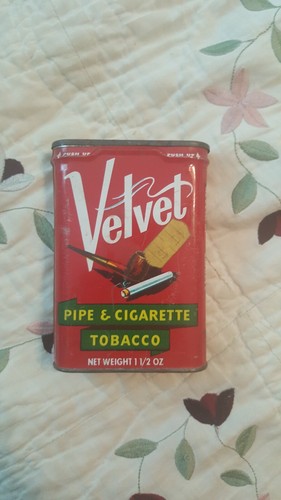 Velvet
PIPE & CIGARETTE
TOBACCO
NET WEIGHT 1 1/2 OZ